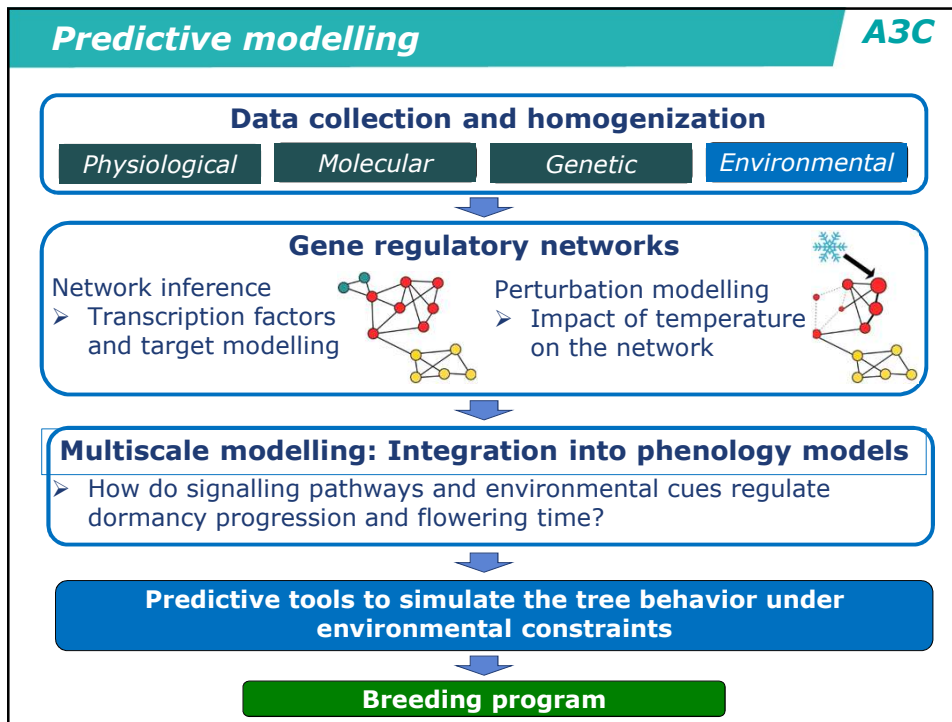 Predictive modelling
A3C
Data collection and homogenization
Physiological
Molecular
Genetic
Environmental
Gene regulatory networks
Network inference
➢ Transcription factors
and target modelling
Perturbation modelling
➢ Impact of temperature
on the network
Multiscale modelling: Integration into phenology models
➢ How do signalling pathways and environmental cues regulate
dormancy progression and flowering time?
Predictive tools to simulate the tree behavior under
environmental constraints
Breeding program